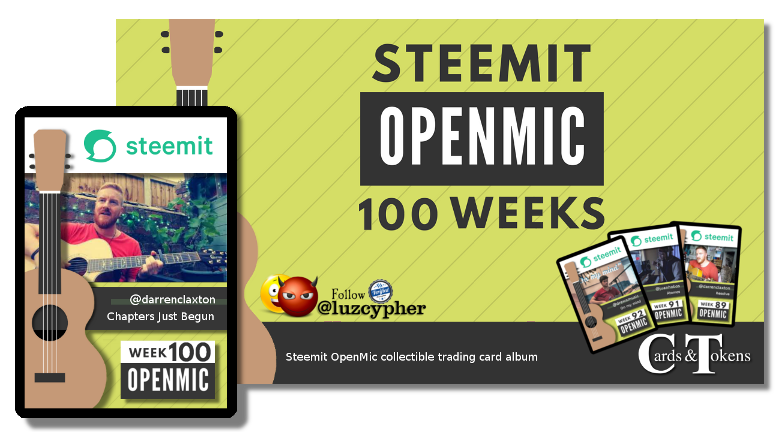 STEEMIT
OPENMIC
100 WEEKS
steemit
@darrenclaxton
Chapters Just Begun
WEEK 100
OPENMIC
Follow
@luzcypher
Steemit OpenMic collectible trading card album
steemit
WEEK 92
OPENMIC
steemit
WEEK 91
OPENMIC
steemit
WEEK 89
OPENMIC
Cards & Tokens